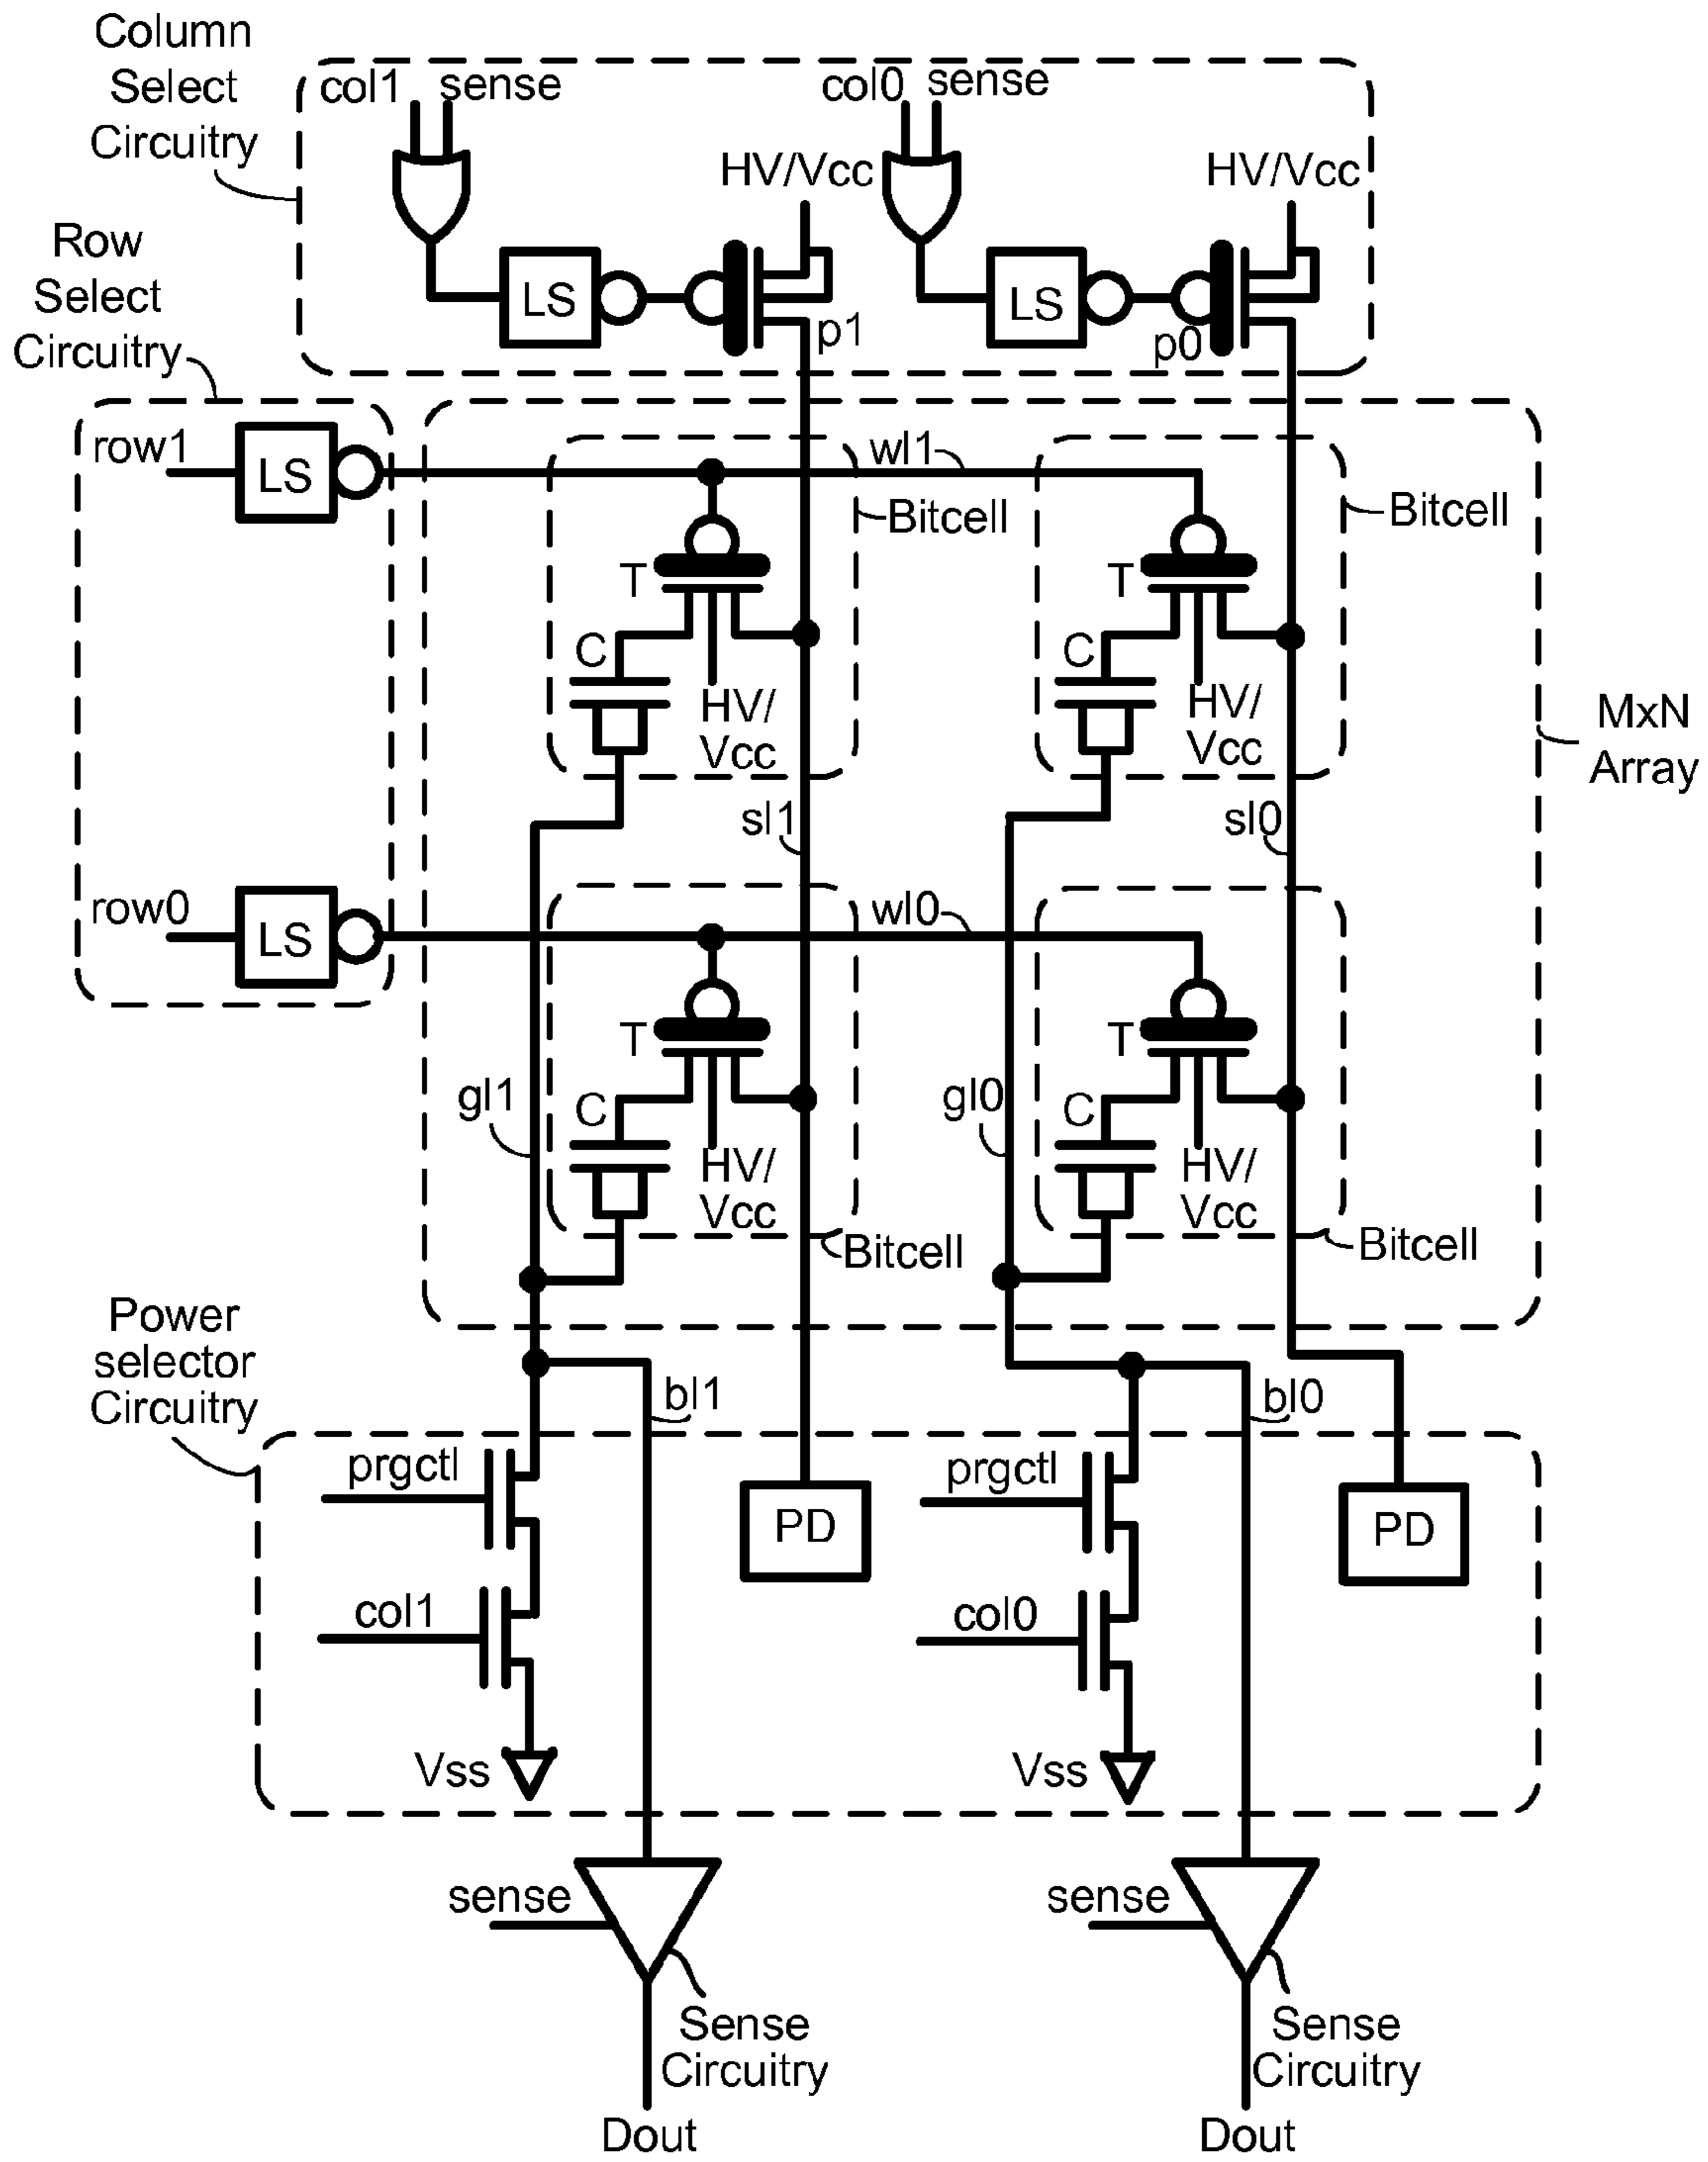 Column
Select
Circuitry
col1 sense
col0 sense
HV/Vcc
HV/Vcc
LS
p1
LS
p0
Row
Select
Circuitry
row1
LS
wl1
Bitcell
Bitcell
T
T
C
HV/
Vcc
C
HV/
Vcc
MxN
Array
sl1
sl0
row0
LS
wl0
T
T
gl1
C
HV/
Vcc
gl0
C
HV/
Vcc
Bitcell
Bitcell
Power
selector
Circuitry
bl1
bl0
prgctl
PD
prgctl
PD
col1
col0
Vss
Vss
sense
sense
Sense
Circuitry
Sense
Circuitry
Dout
Dout